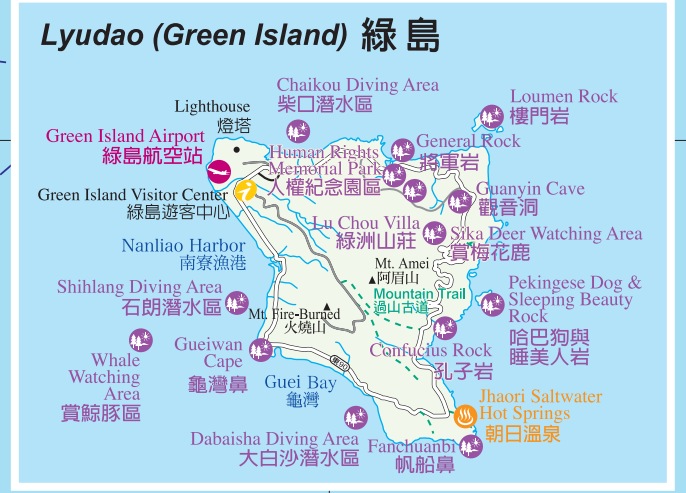 Lyudao (Green Island) 綠島
Chaikou Diving Area
柴口潛水區
Loumen Rock
樓門岩
Lighthouse
燈塔
Green Island Airport
綠島航空站
General Rock
將軍岩
Human Rights
Memorial Park
人權紀念園區
Green Island Visitor Center
綠島遊客中心
Guanyin Cave
觀音洞
Lu Chou Villa
綠洲山莊
Sika Deer Watching Area
賞梅花鹿
Nanliao Harbor
南寮漁港
Mt. Amei
阿眉山
Shihlang Diving Area
石朗潛水區
Mountain Trail
過山古道
Pekingese Dog &
Sleeping Beauty
Rock
哈巴狗與
睡美人岩
Mt. Fire-Burned
火燒山
Whale
Watching
Area
賞鯨豚區
Gueiwan
Cape
龜灣鼻
Confucius Rock
孔子岩
Guei Bay
龜灣
Jhaori Saltwater
Hot Springs
朝日溫泉
Dabaisha Diving Area
大白沙潛水區
Fanchuanbi
帆船鼻